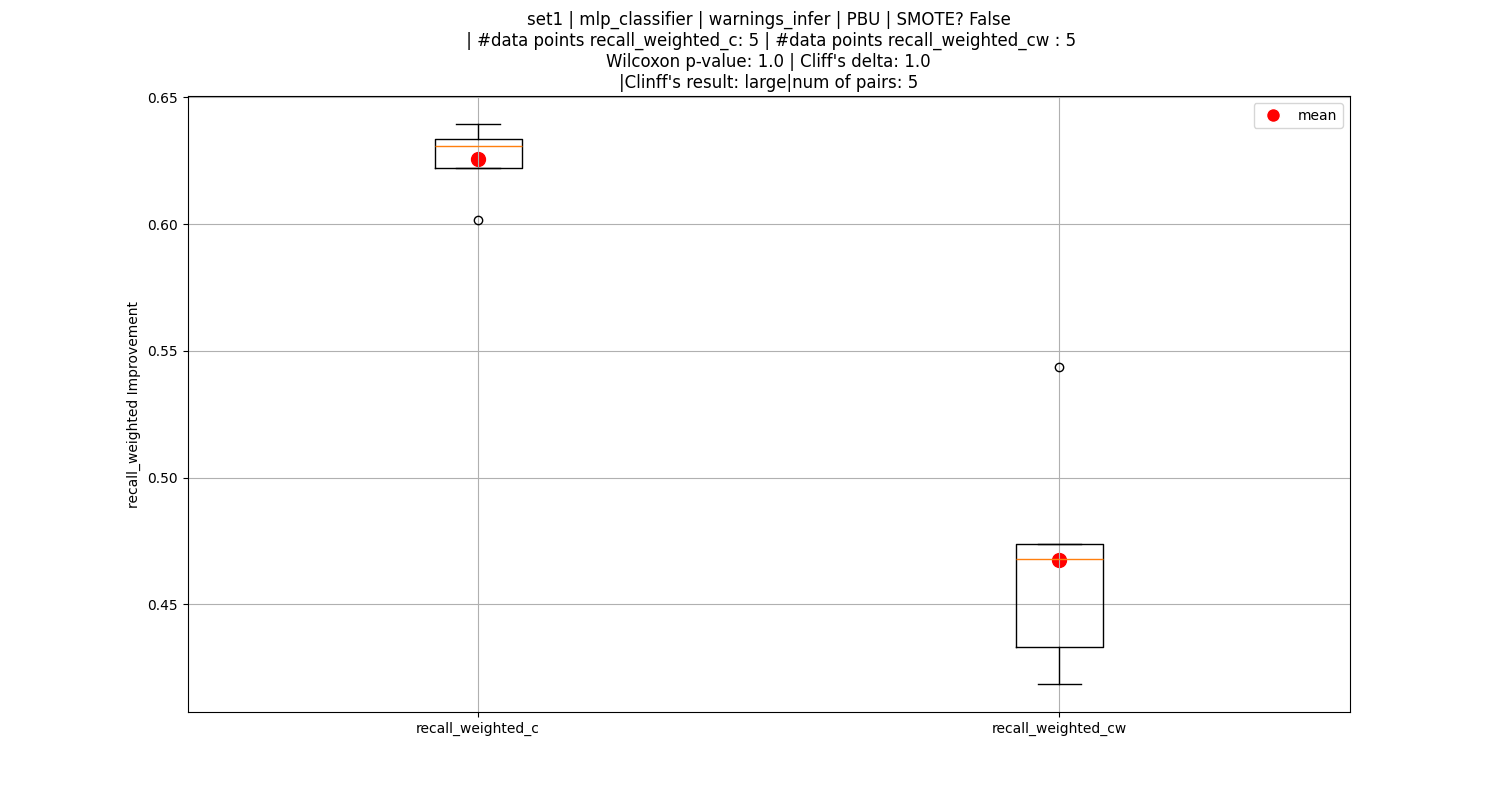 set1 | mlp_classifier | warnings_infer | PBU | SMOTE? False
| #data points recall_weighted_c: 5 | #data points recall_weighted_cw : 5
Wilcoxon p-value: 1.0 | Cliff's delta: 1.0
|Clinff's result: large|num of pairs: 5
mean
0.65
0.60
0.55
0.50
0.45
recall_weighted Improvement
recall_weighted_c
recall_weighted_cw